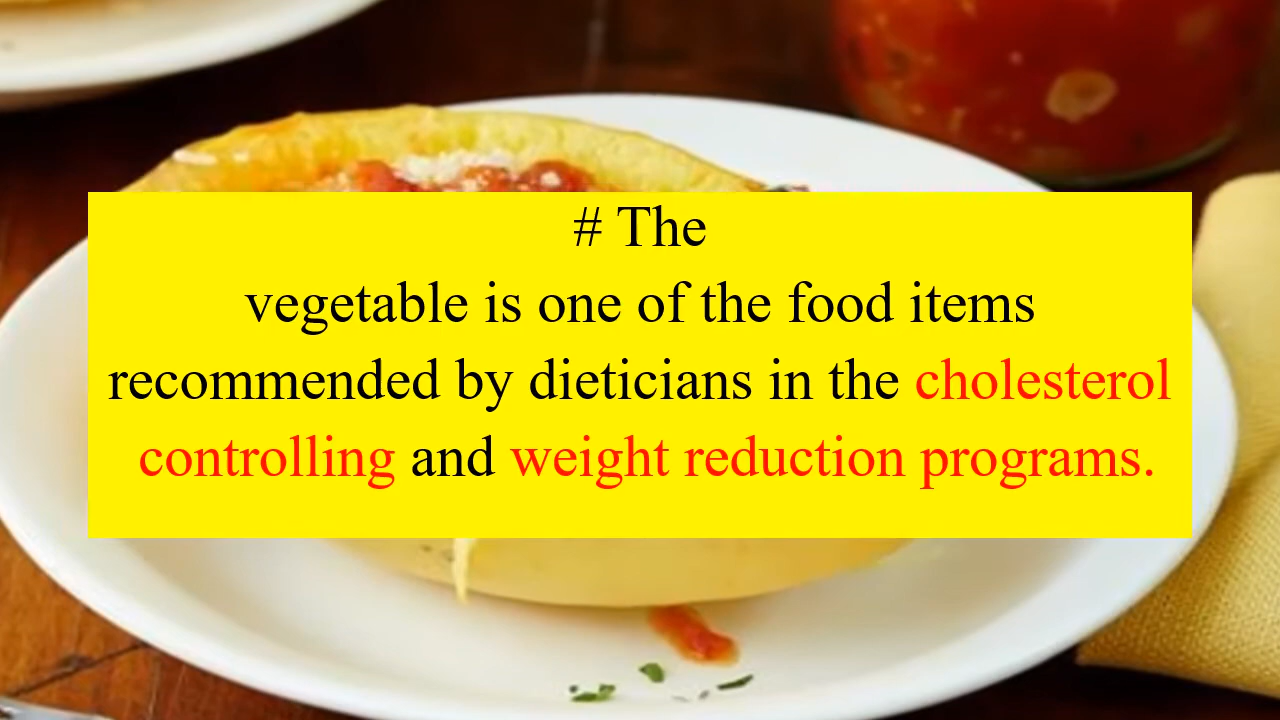 # The
vegetable is one of the food items
recommended by dieticians in the cholesterol
controlling and weight reduction programs.